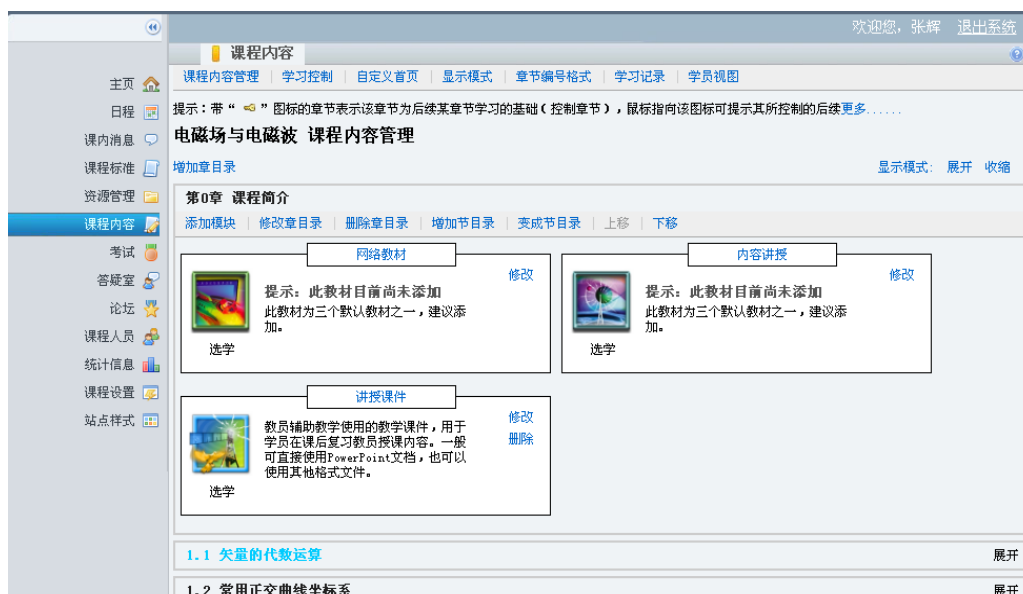 欢迎您, 张辉 退出系统
课程内容
课程内容管理 | 学习控制 | 自定义首页 | 显示模式 | 章节编号格式 | 学习记录 | 学员视图
提示：带“ ”图标的章节表示该章节为后续某章节学习的基础(控制章节)，鼠标指向该图标可提示其所控制的后续更多......
电磁场与电磁波 课程内容管理
增加章目录
显示模式: 展开 收缩
主页
日程
课内消息
课程标准
资源管理
课程内容
考试
答疑室
论坛
课程人员
统计信息
课程设置
站点样式
第0章 课程简介
添加模块 | 修改章目录 | 删除章目录 | 增加节目录 | 变成节目录 | 上移 | 下移
网络教材
修改
提示: 此教材目前尚未添加
此教材为三个默认教材之一，建议添
加。
选学
内容讲授
修改
提示: 此教材目前尚未添加
此教材为三个默认教材之一，建议添
加。
选学
讲授课件
修改
删除
教员辅助教学使用的教学课件，用于
学员在课后复习教员授课内容。一般
可直接使用PowerPoint文档，也可以
使用其他格式文件。
选学
1.1 矢量的代数运算 展开
1.2 常用正交曲线坐标系 展开